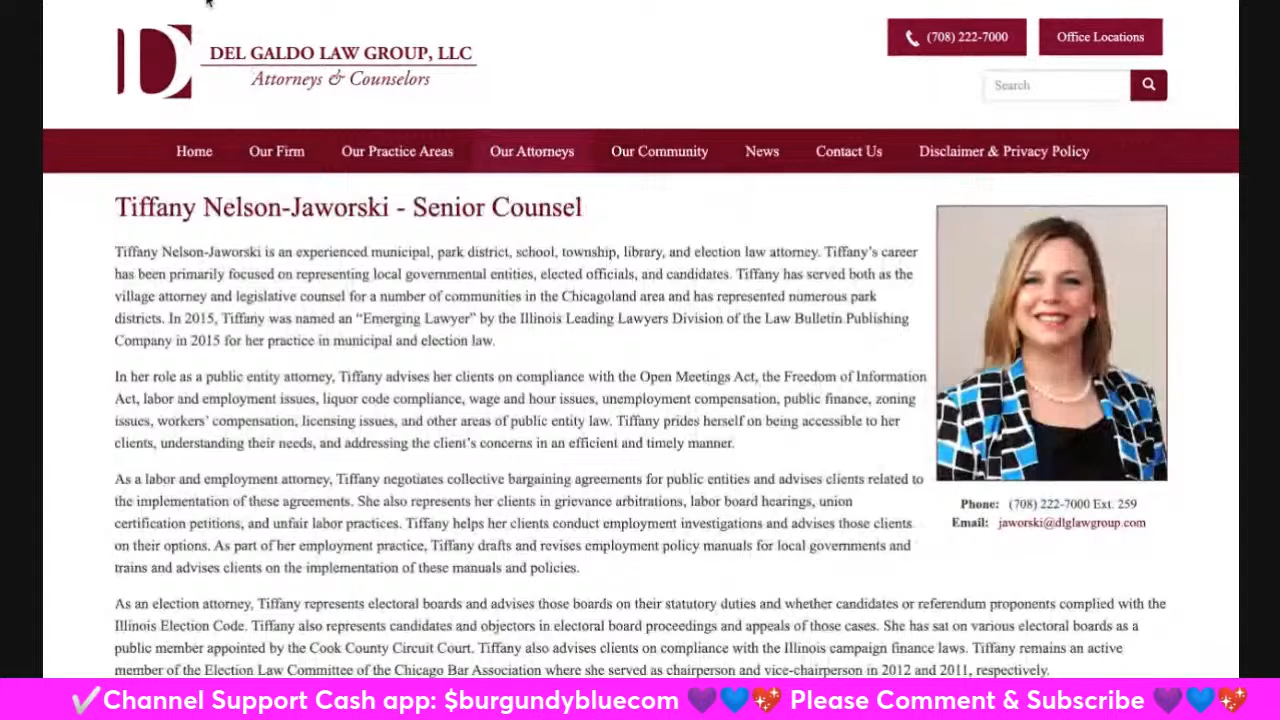 DEL GALDO LAW GROUP, LLC
Attorneys & Counselors
(708) 222-7000
Office Locations
Search
Home
Our Firm
Our Practice Areas
Our Attorneys
Our Community
News
Contact Us
Disclaimer & Privacy Policy
Tiffany Nelson-Jaworski - Senior Counsel
Tiffany Nelson-Jaworski is an experienced municipal, park district, school, township, library, and election law attorney. Tiffany's career
has been primarily focused on representing local governmental entities, elected officials, and candidates. Tiffany has served both as the
village attorney and legislative counsel for a number of communities in the Chicagoland area and has represented numerous park
districts. In 2015, Tiffany was named an “Emerging Lawyer” by the Illinois Leading Lawyers Division of the Law Bulletin Publishing
Company in 2015 for her practice in municipal and election law.
In her role as a public entity attorney, Tiffany advises her clients on compliance with the Open Meetings Act, the Freedom of Information
Act, labor and employment issues, liquor code compliance, wage and hour issues, unemployment compensation, public finance, zoning
issues, workers’ compensation, licensing issues, and other areas of public entity law. Tiffany prides herself on being accessible to her
clients, understanding their needs, and addressing the client’s concerns in an efficient and timely manner.
As a labor and employment attorney, Tiffany negotiates collective bargaining agreements for public entities and advises clients related to
the implementation of these agreements. She also represents her clients in grievance arbitrations, labor board hearings, union
certification petitions, and unfair labor practices. Tiffany helps her clients conduct employment investigations and advises those clients
on their options. As part of her employment practice, Tiffany drafts and revises employment policy manuals for local governments and
trains and advises clients on the implementation of these manuals and policies.
Phone: (708) 222-7000 Ext. 259
Email: jaworski@dlglawgroup.com
As an election attorney, Tiffany represents electoral boards and advises those boards on their statutory duties and whether candidates or referendum proponents complied with the
Illinois Election Code. Tiffany also represents candidates and objectors in electoral board proceedings and appeals of those cases. She has sat on various electoral boards as a
public member appointed by the Cook County Circuit Court. Tiffany also advises clients on compliance with the Illinois campaign finance laws. Tiffany remains an active
member of the Election Law Committee of the Chicago Bar Association where she served as chairperson and vice-chairperson in 2012 and 2011, respectively.
✔️Channel Support Cash app: $burgundybluecom 💜💙💖 Please Comment & Subscribe 💜💙💖